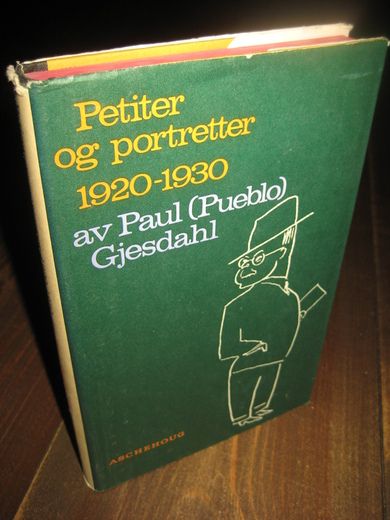 Petiter
og portretter
1920-1930
av Paul (Pueblo)
Gjesdahl
ASCHEHOUG